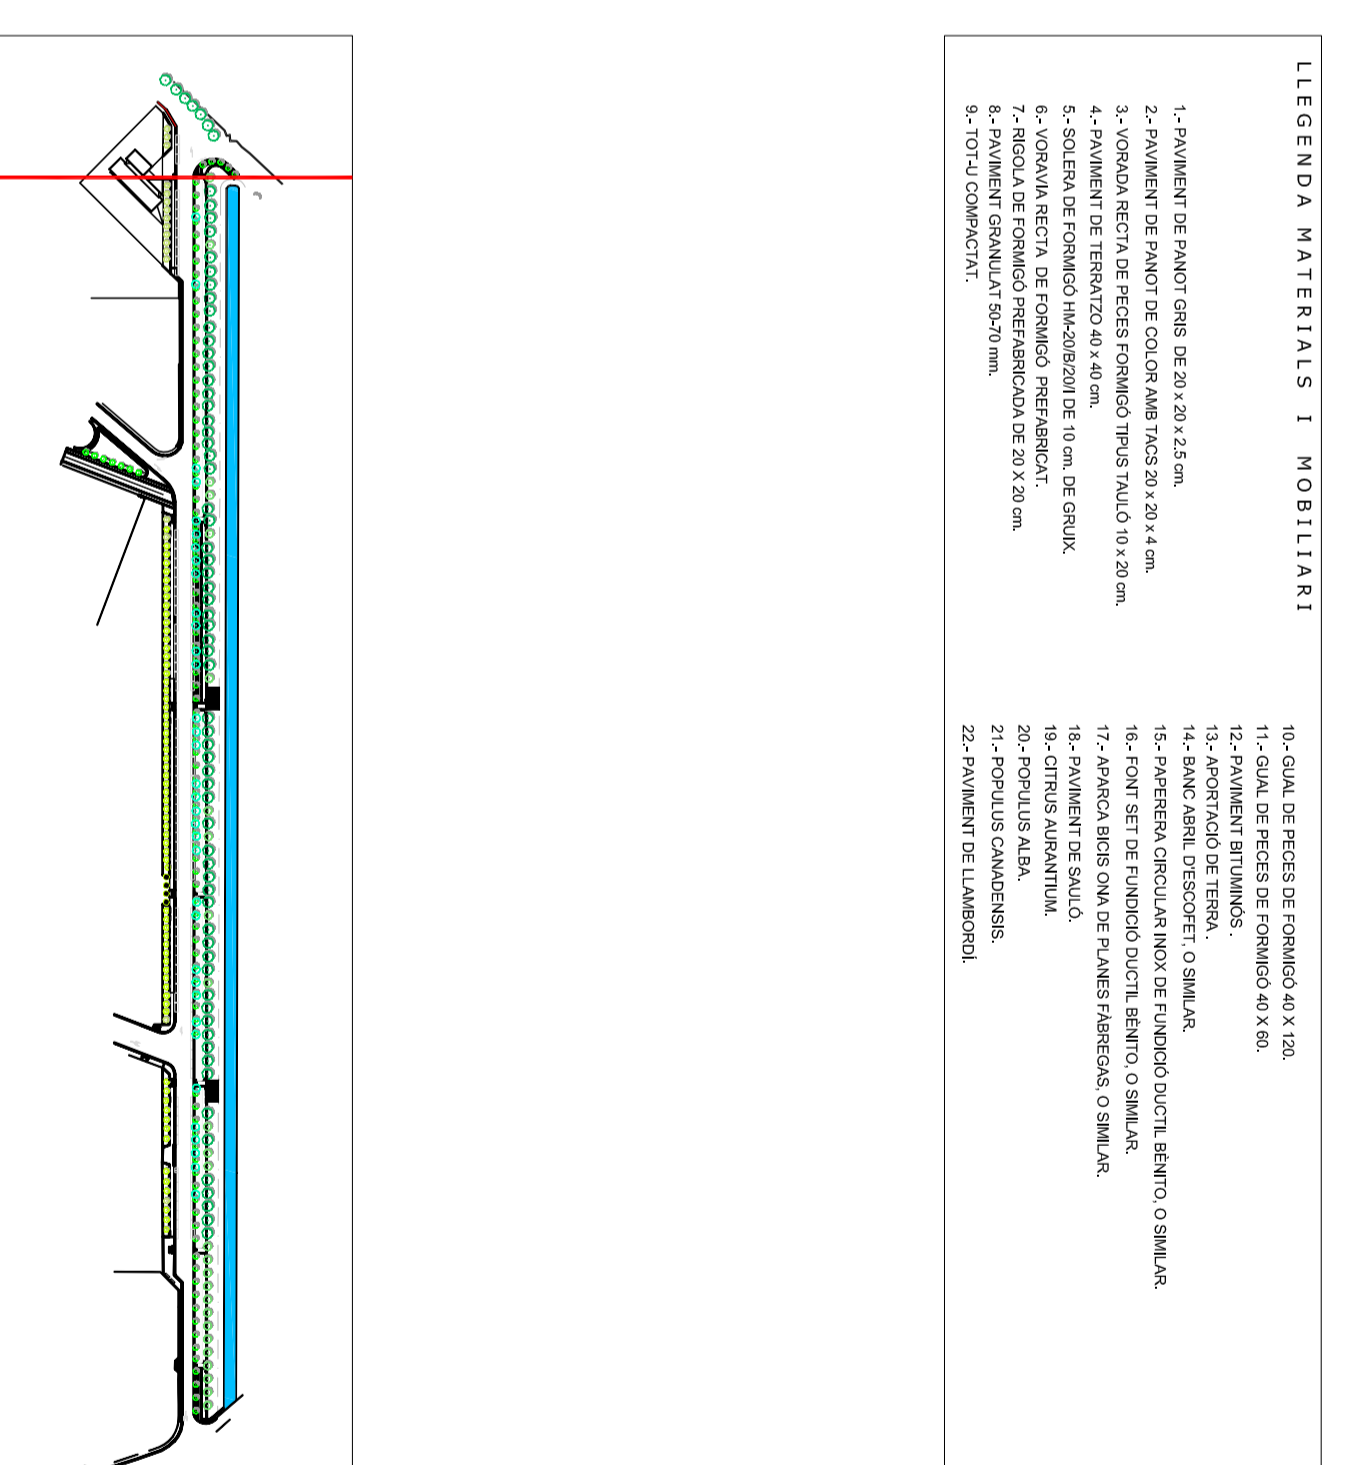 LLEGENDA MATERIALS I MOBILIARI
1.- PAVIMENT DE PANOT GRIS DE 20 x 20 x 2.5 cm.
2.- PAVIMENT DE PANOT DE COLOR AMB TACS 20 x 20 x 4 cm.
3.- VORADA RECTA DE PECES FORMIGÓ TIPUS TAULÓ 10 x 20 cm.
4.- PAVIMENT DE TERRATZO 40 x 40 cm.
5.- SOLERA DE FORMIGÓ HM-20/B/20/I DE 10 cm. DE GRUIX.
6.- VORAVIA RECTA DE FORMIGÓ PREFABRICAT.
7.- RIGOLA DE FORMIGÓ PREFABRICADA DE 20 X 20 cm.
8.- PAVIMENT GRANULAT 50-70 mm.
9.- TOT-U COMPACTAT.
10.- GUAL DE PECES DE FORMIGÓ 40 X 120.
11.- GUAL DE PECES DE FORMIGÓ 40 X 60.
12.- PAVIMENT BITUMINÓS .
13.- APORTACIÓ DE TERRA .
14.- BANC ABRIL D'ESCOFET, O SIMILAR.
15.- PAPERERA CIRCULAR INOX DE FUNDICIÓ DUCTIL BÈNITO, O SIMILAR.
16.- FONT SET DE FUNDICIÓ DUCTIL BÈNITO, O SIMILAR.
17.- APARCA BICIS ONA DE PLANES FÀBREGAS, O SIMILAR.
18.- PAVIMENT DE SAULÓ.
19.- CITRUS AURANTIUM.
20.- POPULUS ALBA.
21.- POPULUS CANADENSIS.
22.- PAVIMENT DE LLAMBORDÍ.